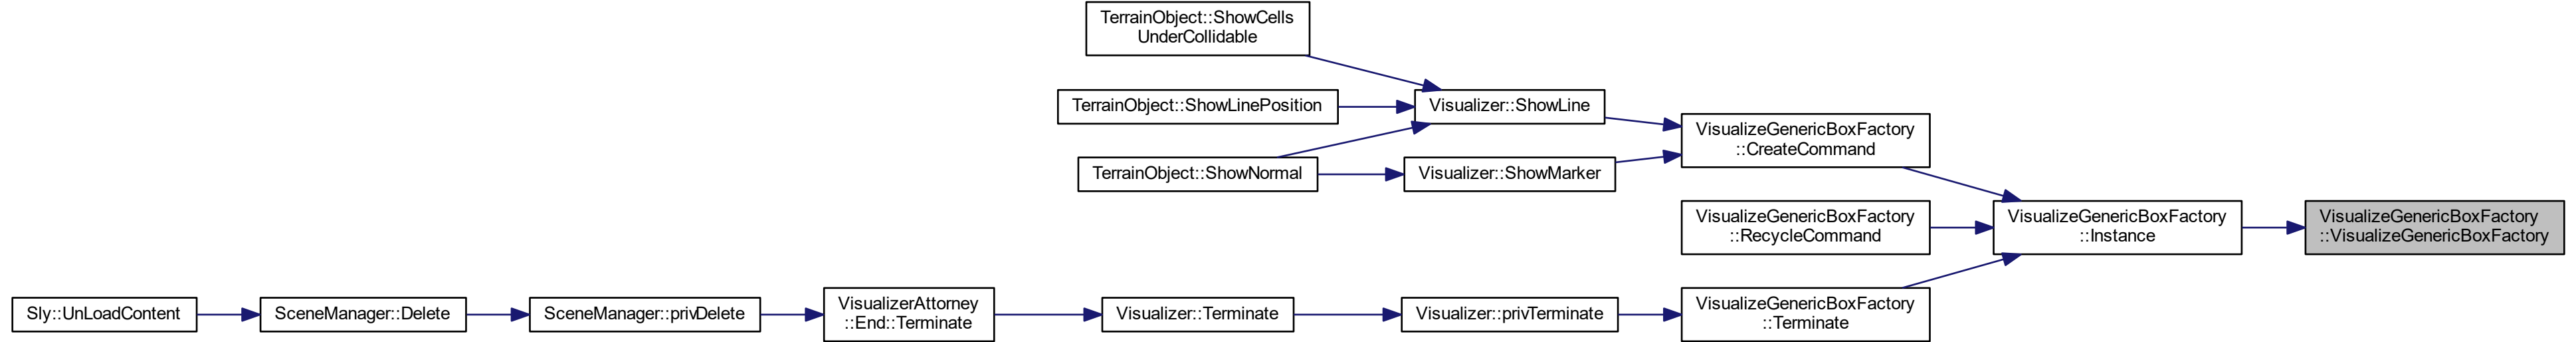 TerrainObject::ShowCells
UnderCollidable
TerrainObject::ShowLinePosition
Visualizer::ShowLine
TerrainObject::ShowNormal
Visualizer::ShowMarker
VisualizeGenericBoxFactory
::CreateCommand
VisualizeGenericBoxFactory
::RecycleCommand
VisualizeGenericBoxFactory
::Instance
VisualizeGenericBoxFactory
::VisualizeGenericBoxFactory
Sly::UnLoadContent
SceneManager::Delete
SceneManager::privDelete
VisualizerAttorney
::End::Terminate
Visualizer::Terminate
Visualizer::privTerminate
VisualizeGenericBoxFactory
::Terminate